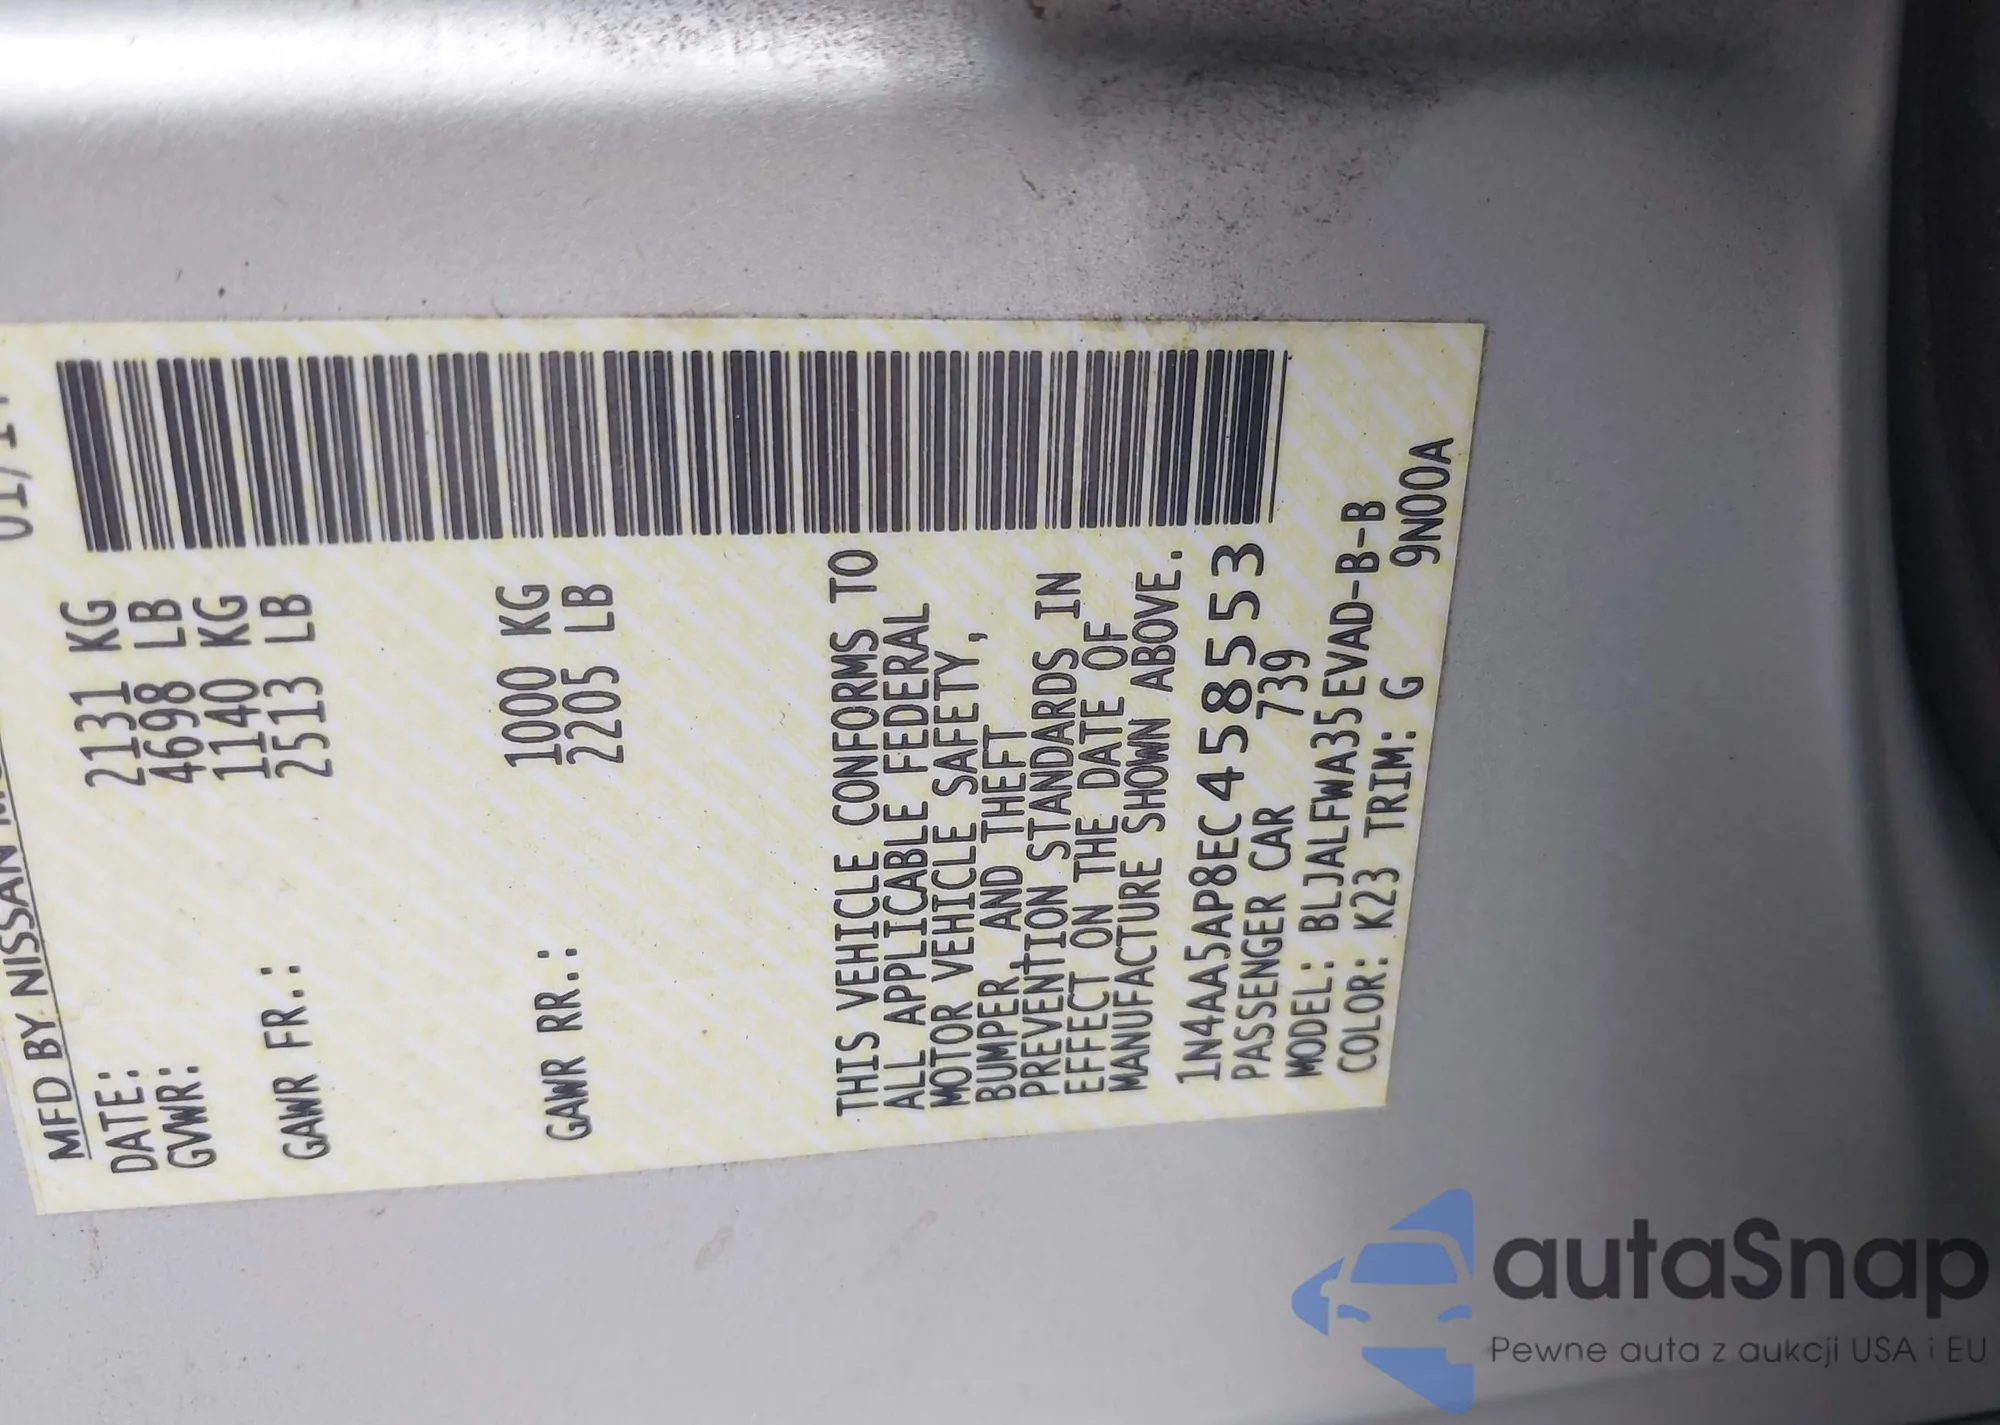 MFD BY NISSAN
DATE: 01/14
GVWR: 2131 KG
4698 LB
GAWR FR.: 1140 KG
2513 LB
GAWR RR.: 1000 KG
2205 LB
THIS VEHICLE CONFORMS TO
ALL APPLICABLE FEDERAL
MOTOR VEHICLE SAFETY,
BUMPER, AND THEFT
PREVENTION STANDARDS IN
EFFECT ON THE DATE OF
MANUFACTURE SHOWN ABOVE.
1N4AA5AP8EC458553
PASSENGER CAR 739
MODEL: BLJALFWA35EVAD-B-B
COLOR: K23 TRIM: G 9N00A
autaSnap
Pewne auta z aukcji USA i EU